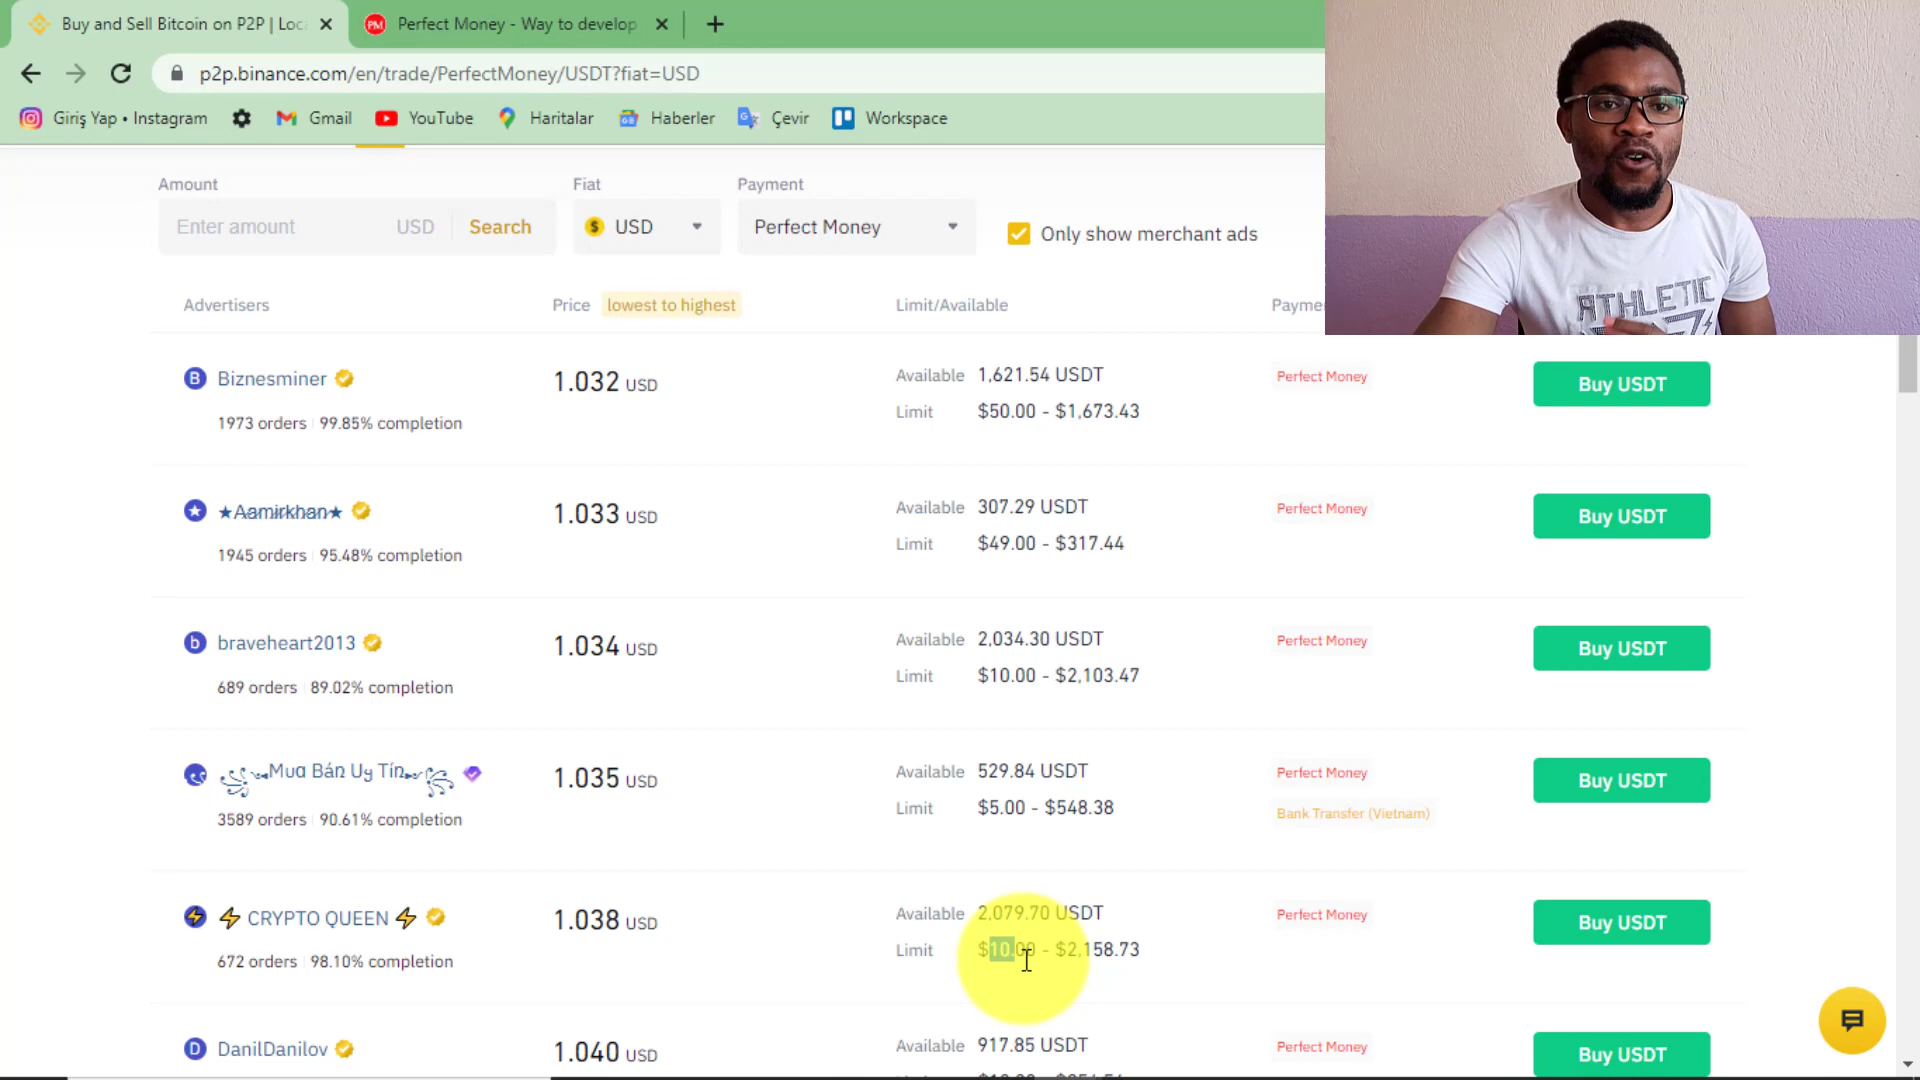 Buy and Sell Bitcoin on P2P | Loc
PM Perfect Money - Way to develop
p2p.binance.com/en/trade/PerfectMoney/USDT?fiat=USD
Giriş Yap • Instagram Gmail YouTube Haritalar Haberler Çevir Workspace
Amount Fiat Payment
Enter amount USD Search USD Perfect Money Only show merchant ads
Advertisers Price lowest to highest Limit/Available
B Biznesminer 1.032 USD Available 1,621.54 USDT Perfect Money Buy USDT
1973 orders 99.85% completion Limit $50.00 - $1,673.43
★Aamirkhan★ 1.033 USD Available 307.29 USDT Perfect Money Buy USDT
1945 orders 95.48% completion Limit $49.00 - $317.44
b braveheart2013 1.034 USD Available 2,034.30 USDT Perfect Money Buy USDT
689 orders 89.02% completion Limit $10.00 - $2,103.47
Mua Bán Uy Tín 1.035 USD Available 529.84 USDT Perfect Money Buy USDT
3589 orders 90.61% completion Limit $5.00 - $548.38 Bank Transfer (Vietnam)
⚡ CRYPTO QUEEN ⚡ 1.038 USD Available 2,079.70 USDT Perfect Money Buy USDT
672 orders 98.10% completion Limit $10.00 - $2,158.73
D DanilDanilov 1.040 USD Available 917.85 USDT Perfect Money Buy USDT
ATHLETIC